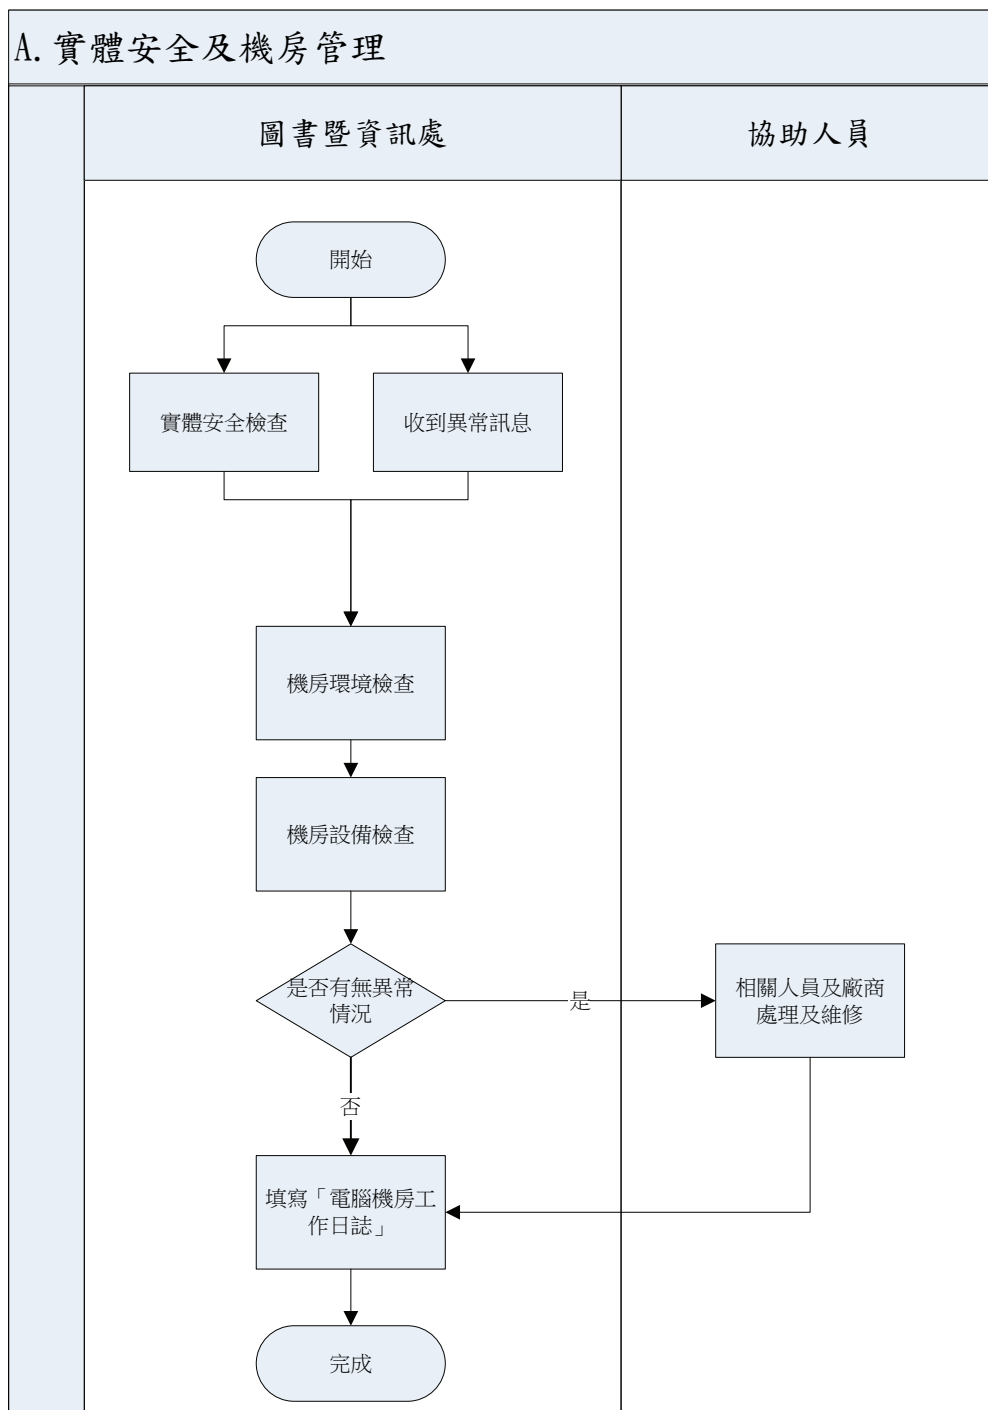 A.實體安全及機房管理
圖書暨資訊處
協助人員
開始
實體安全檢查
收到異常訊息
機房環境檢查
機房設備檢查
是否有無異常
情況
是
相關人員及廠商
處理及維修
否
填寫「電腦機房工
作日誌」
完成